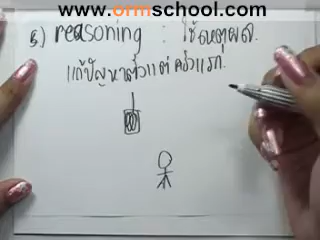 www.ormschool.com
5.) reasoning : ใช้เหตุผล.
แก้ปัญหาตั้งแต่ครั้งแรก.